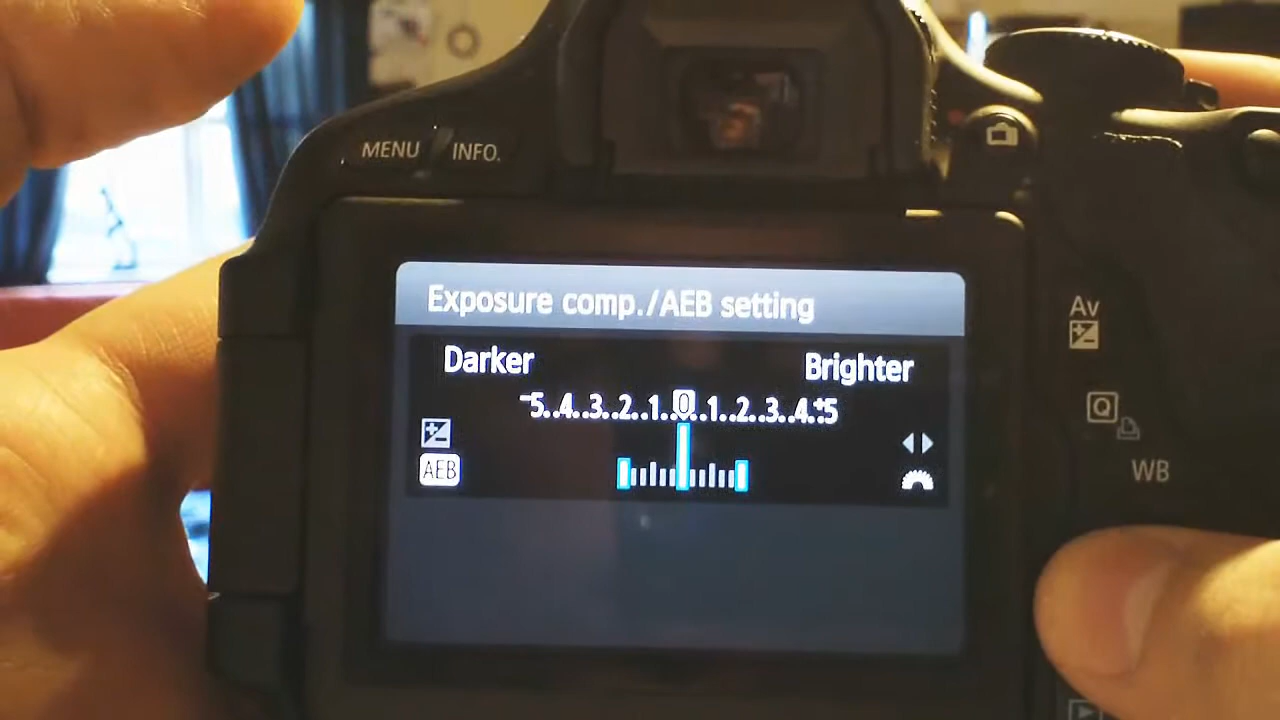 MENU INFO.
Exposure comp./AEB setting
Darker Brighter
-5..4..3..2..1..0..1..2..3..4.+5
AEB
Av
Q
WB